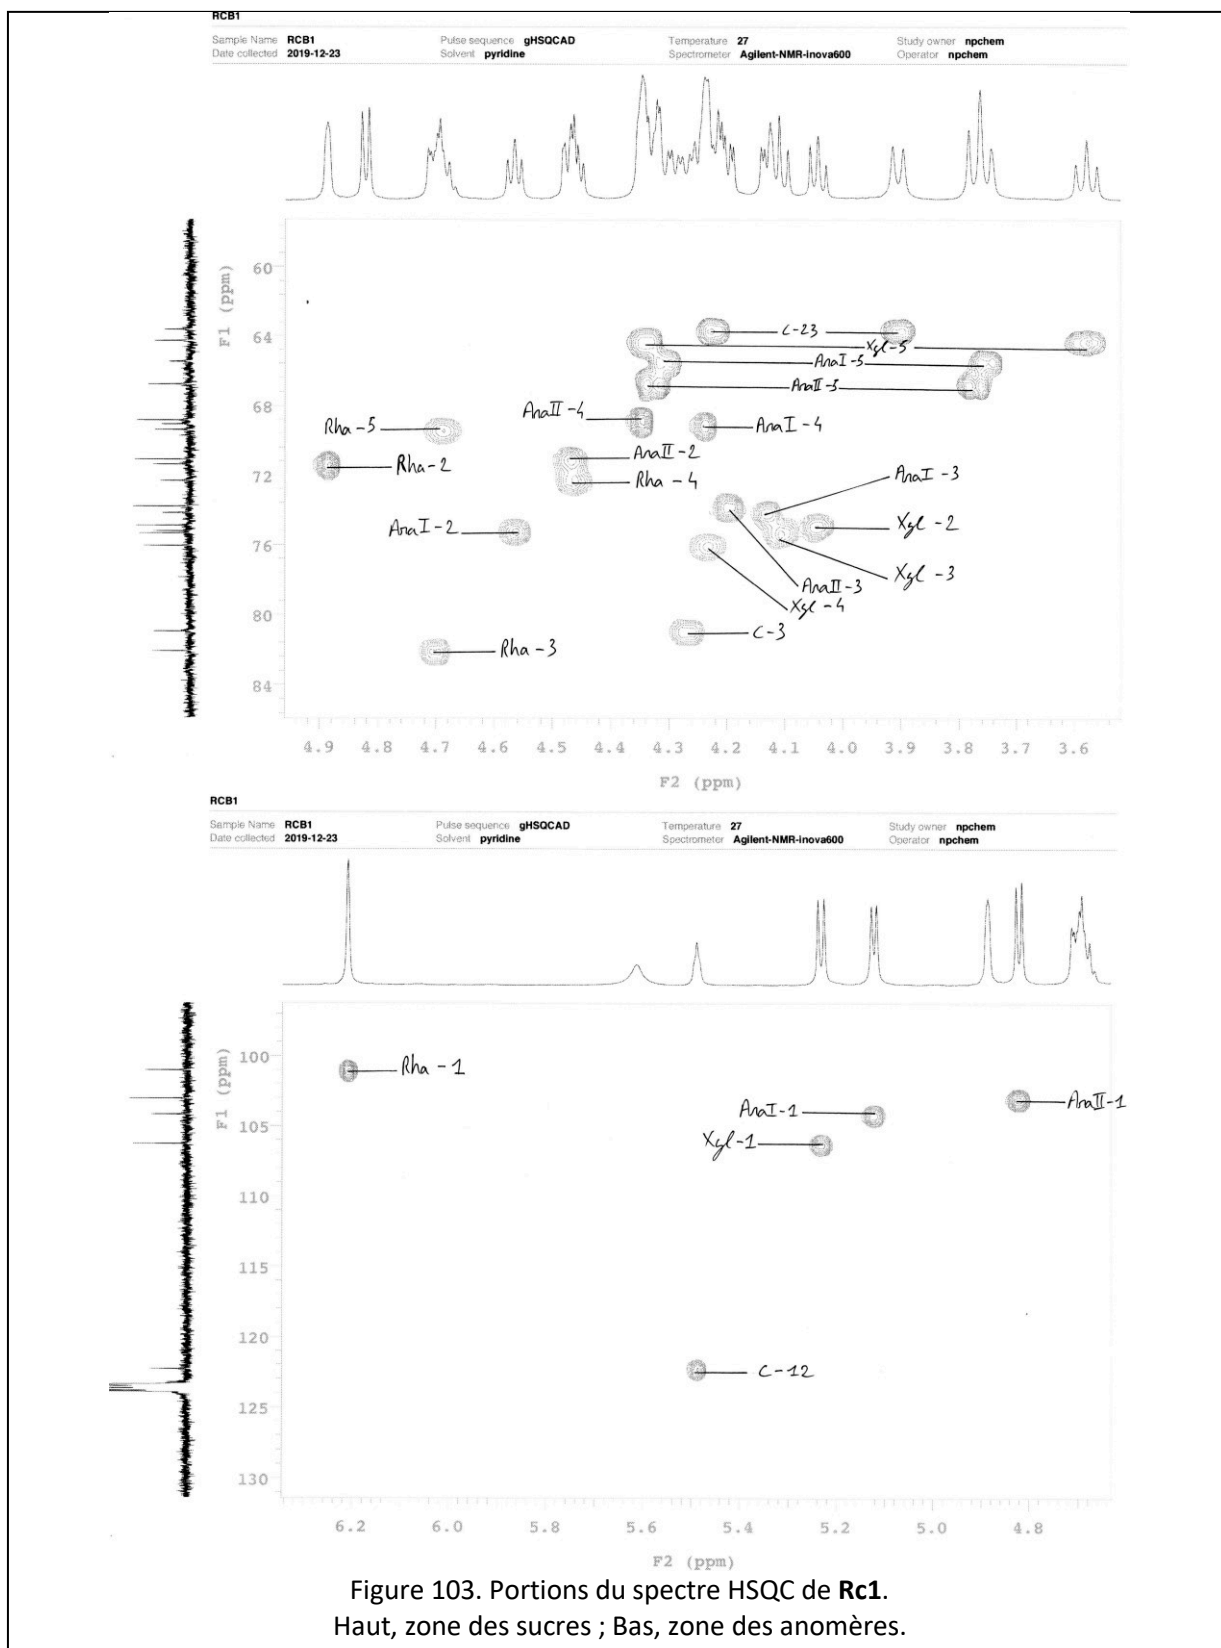 RCB1
Sample Name RCB1 Pulse sequence gHSQCAD Temperature 27 Study owner npchem
Date collected 2019-12-23 Solvent pyridine Spectrometer Agilent-NMR-inova600 Operator npchem
F1 (ppm)
60
64
68
72
76
80
84
C-23
Xyl-5
AraI-5
AraII-5
AraII-4
AraI-4
Rha-5
AraII-2
Rha-2
Rha-4
AraI-3
AraI-2
Xyl-2
Xyl-3
AraII-3
Xyl-4
C-3
Rha-3
4.9 4.8 4.7 4.6 4.5 4.4 4.3 4.2 4.1 4.0 3.9 3.8 3.7 3.6
F2 (ppm)
RCB1
Sample Name RCB1 Pulse sequence gHSQCAD Temperature 27 Study owner npchem
Date collected 2019-12-23 Solvent pyridine Spectrometer Agilent-NMR-inova600 Operator npchem
F1 (ppm)
100
105
110
115
120
125
130
Rha-1
AraI-1
AraII-1
Xyl-1
C-12
6.2 6.0 5.8 5.6 5.4 5.2 5.0 4.8
F2 (ppm)
Figure 103. Portions du spectre HSQC de Rc1.
Haut, zone des sucres ; Bas, zone des anomères.